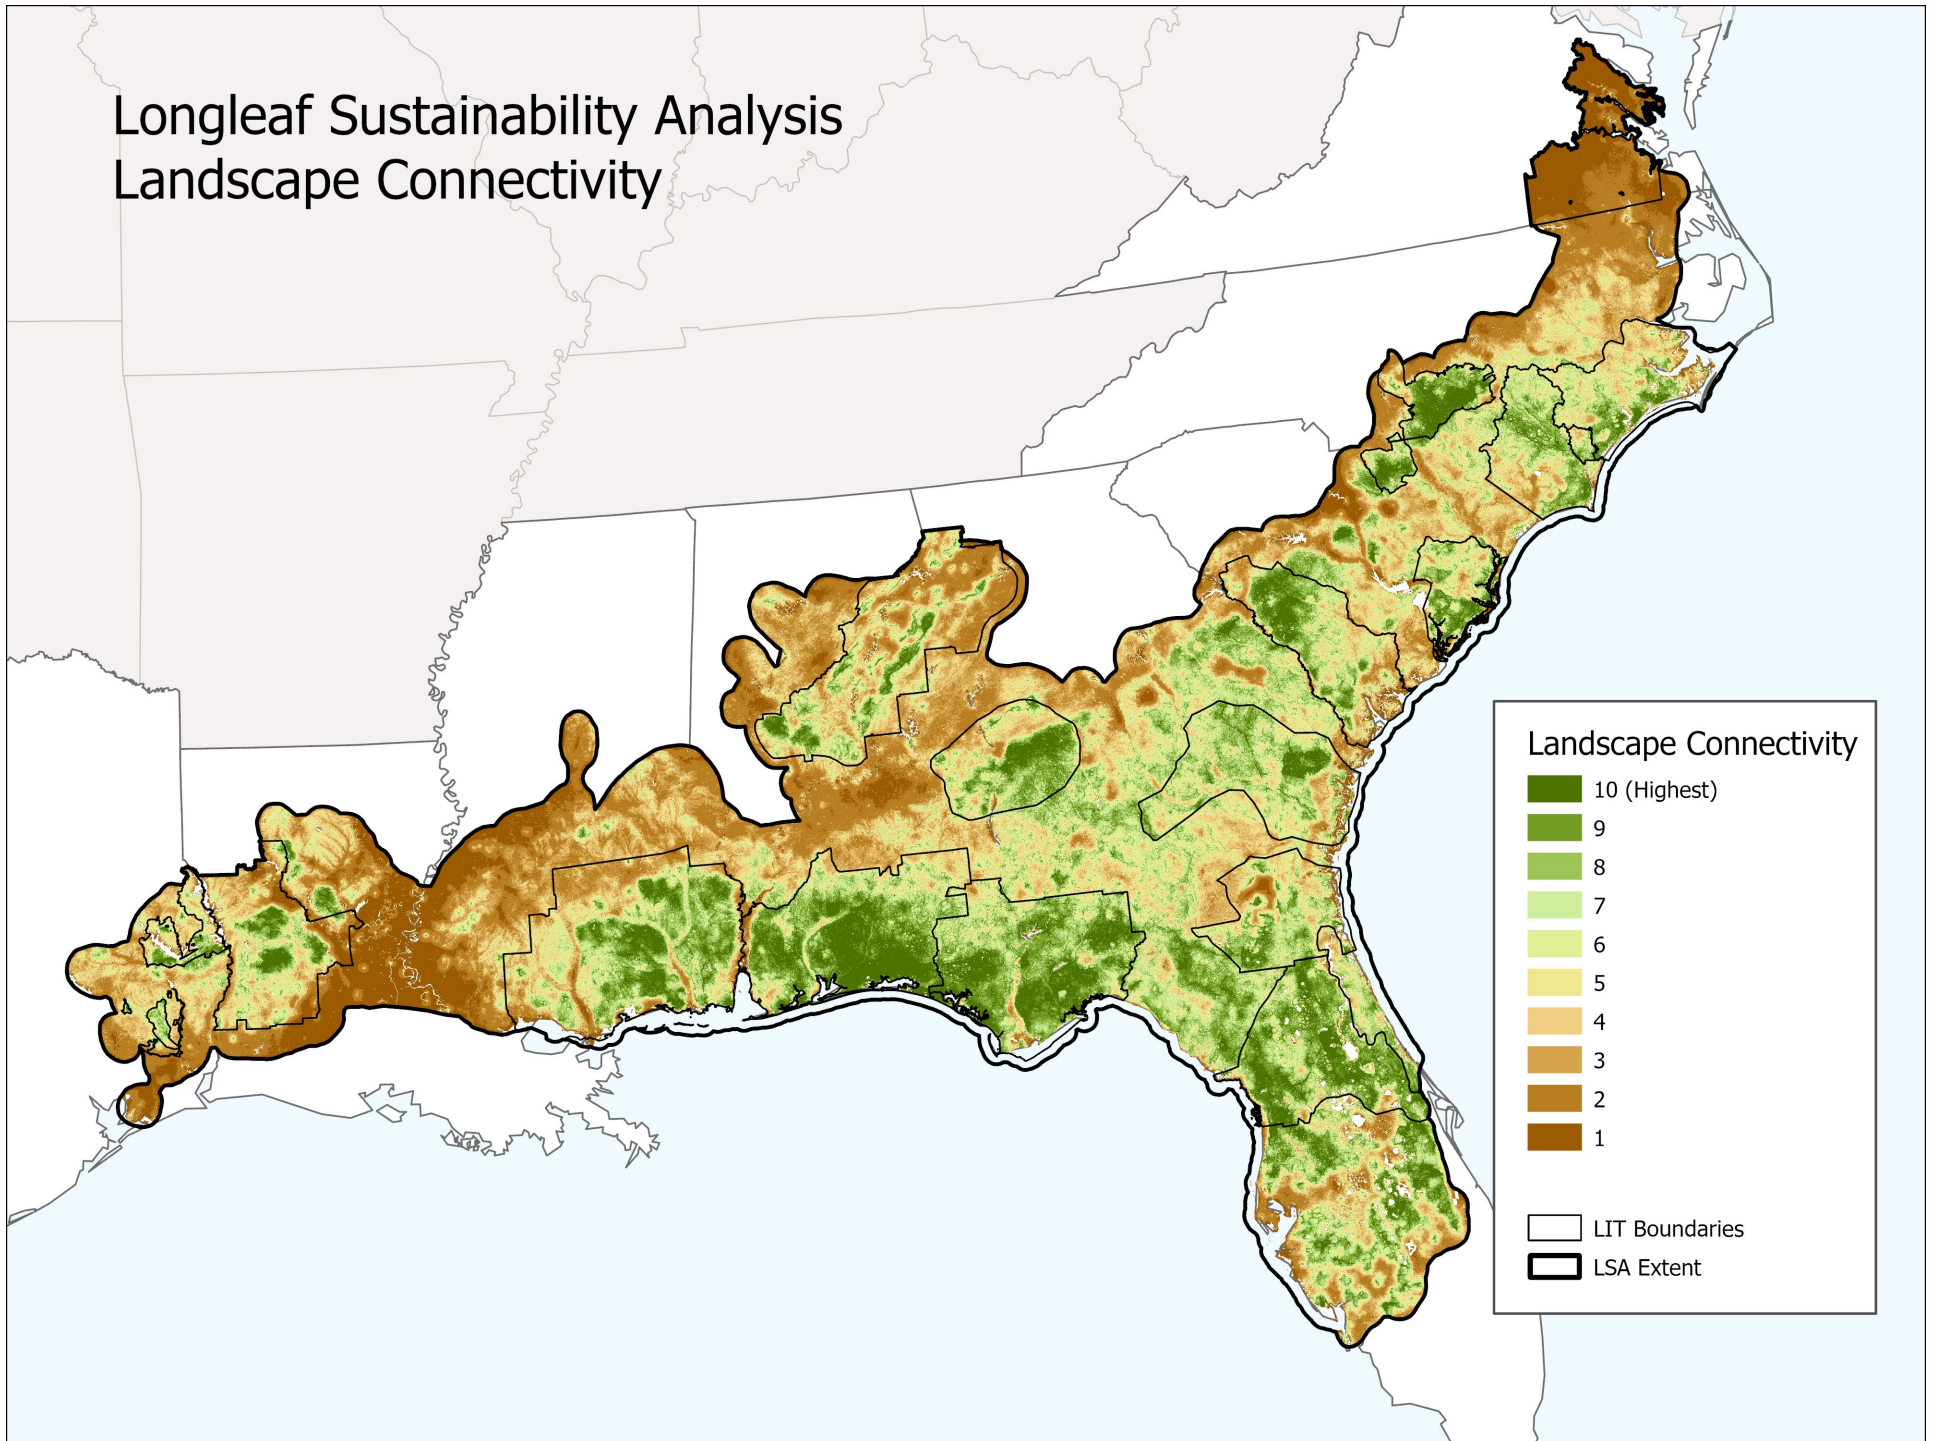 Longleaf Sustainability Analysis
Landscape Connectivity
Landscape Connectivity
10 (Highest)
9
8
7
6
5
4
3
2
1
LIT Boundaries
LSA Extent